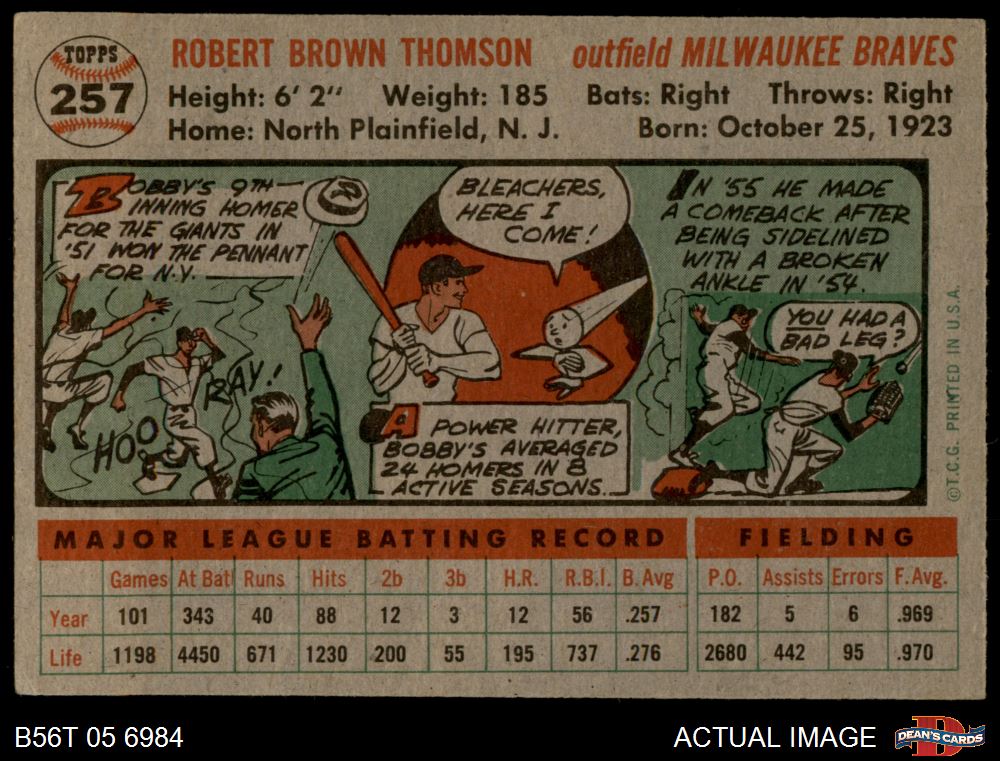 TOPPS
257
ROBERT BROWN THOMSON
outfield MILWAUKEE BRAVES
Height: 6' 2" Weight: 185 Bats: Right Throws: Right
Home: North Plainfield, N. J. Born: October 25, 1923
BOBBY'S 9TH
INNING HOMER
FOR THE GIANTS IN
'51 WON THE PENNANT
FOR N.Y.
HOO
RAY!
BLEACHERS,
HERE I
COME!
A POWER HITTER,
BOBBY'S AVERAGED
24 HOMERS IN 8
ACTIVE SEASONS.
IN '55 HE MADE
A COMEBACK AFTER
BEING SIDELINED
WITH A BROKEN
ANKLE IN '54.
YOU HAD A
BAD LEG?
©T.C.G. PRINTED IN U.S.A.
MAJOR LEAGUE BATTING RECORD FIELDING
Games At Bat Runs Hits 2b 3b H.R. R.B.I. B. Avg P.O. Assists Errors F. Avg.
Year 101 343 40 88 12 3 12 56 .257 182 5 6 .969
Life 1198 4450 671 1230 200 55 195 737 .276 2680 442 95 .970
B56T 05 6984
ACTUAL IMAGE
DEAN'S CARDS